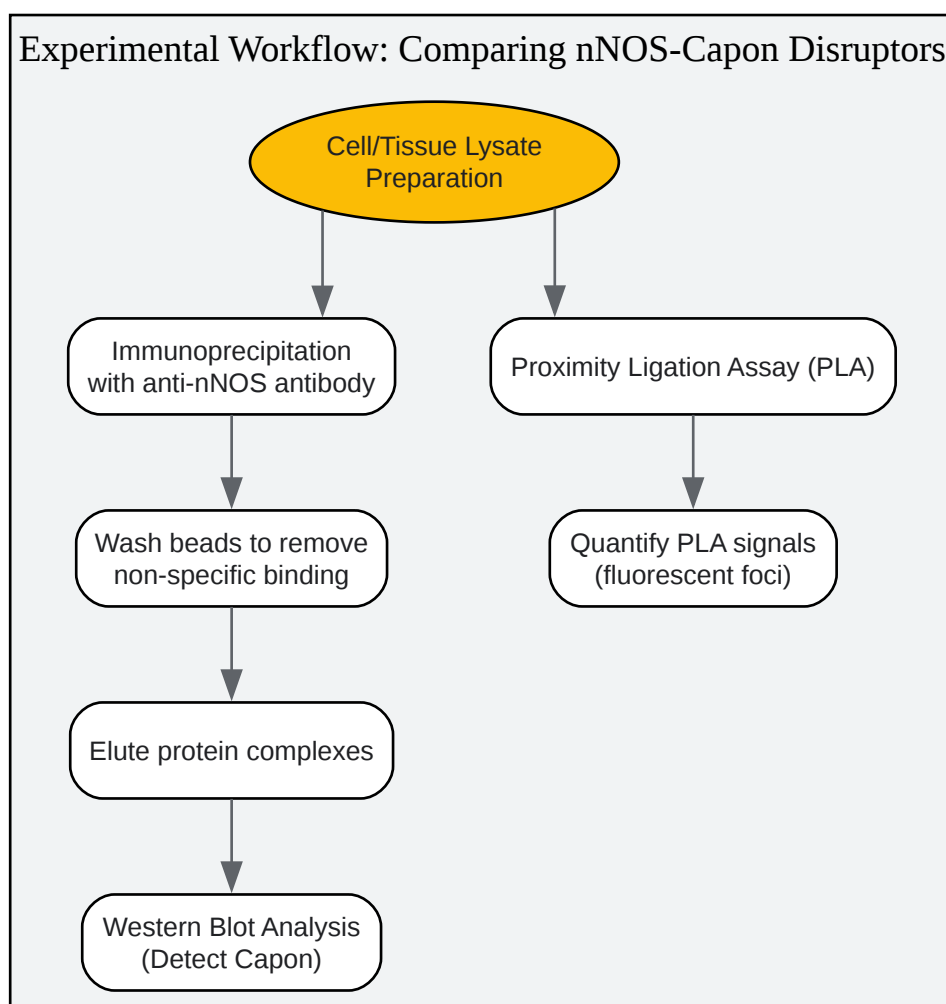 Experimental Workflow: Comparing nNOS-Capon Disruptors
Cell/Tissue Lysate
Preparation
Immunoprecipitation
with anti-nNOS antibody
Proximity Ligation Assay (PLA)
Wash beads to remove
non-specific binding
Quantify PLA signals
(fluorescent foci)
Elute protein complexes
Western Blot Analysis
(Detect Capon)